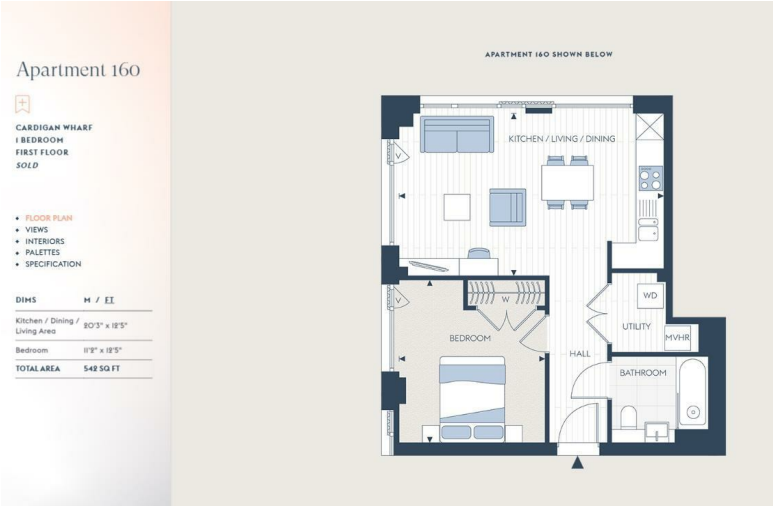 Apartment 160
CARDIGAN WHARF
1 BEDROOM
FIRST FLOOR
SOLD
FLOOR PLAN
VIEWS
INTERIORS
PALETTES
SPECIFICATION
DIMS M / FT
Kitchen / Dining /
Living Area 20'3" x 12'5"
Bedroom 11'2" x 12'5"
TOTAL AREA 542 SQ FT
APARTMENT 160 SHOWN BELOW
KITCHEN / LIVING / DINING
V
V
W
WD
UTILITY
MVHR
BEDROOM
HALL
BATHROOM